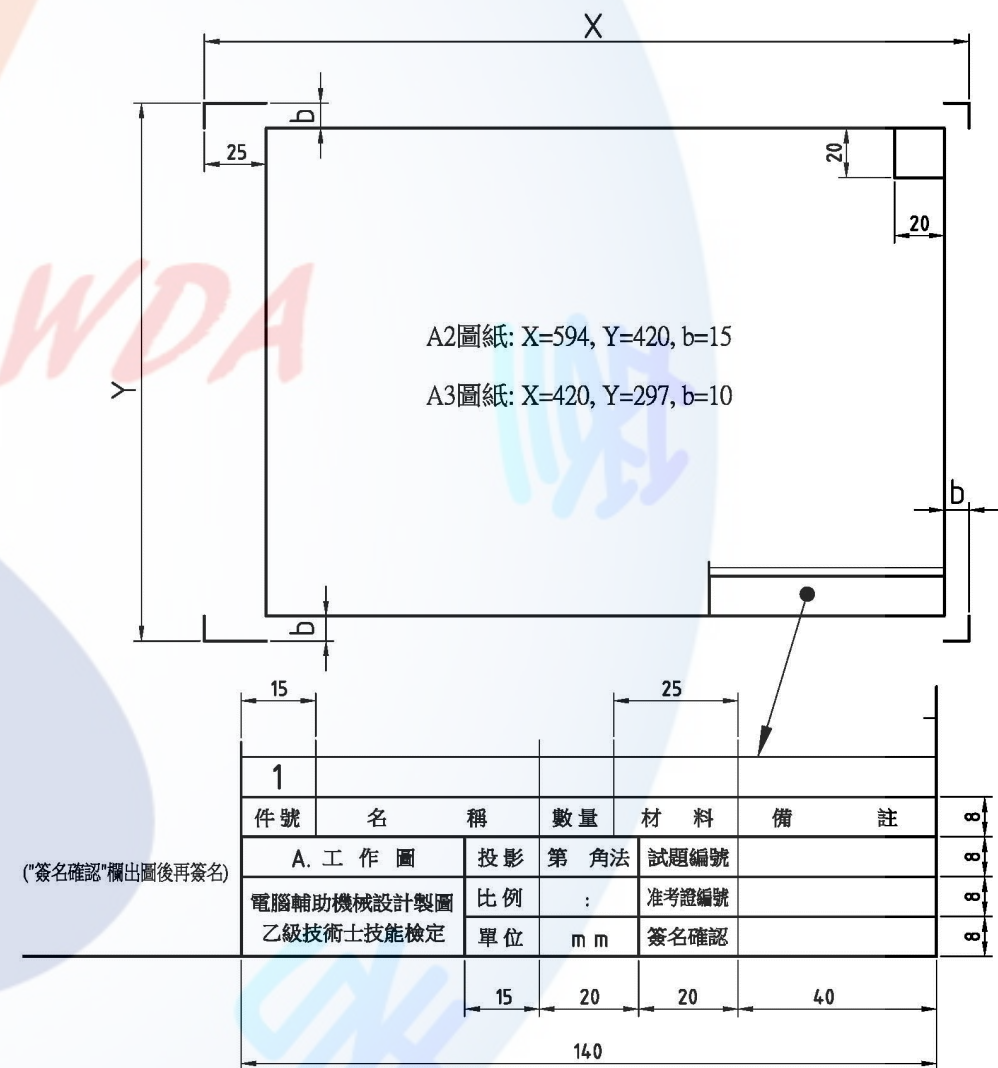 X
b
25
20
20
WDA
A2圖紙: X=594, Y=420, b=15
A3圖紙: X=420, Y=297, b=10
Y
b
b
15
25
1
件號 名稱 數量 材料 備註 8
("簽名確認"欄出圖後再簽名)
A. 工作圖 投影 第 角法 試題編號 8
電腦輔助機械設計製圖 比例 : 准考證編號 8
乙級技術士技能檢定 單位 mm 簽名確認 8
15 20 20 40
140